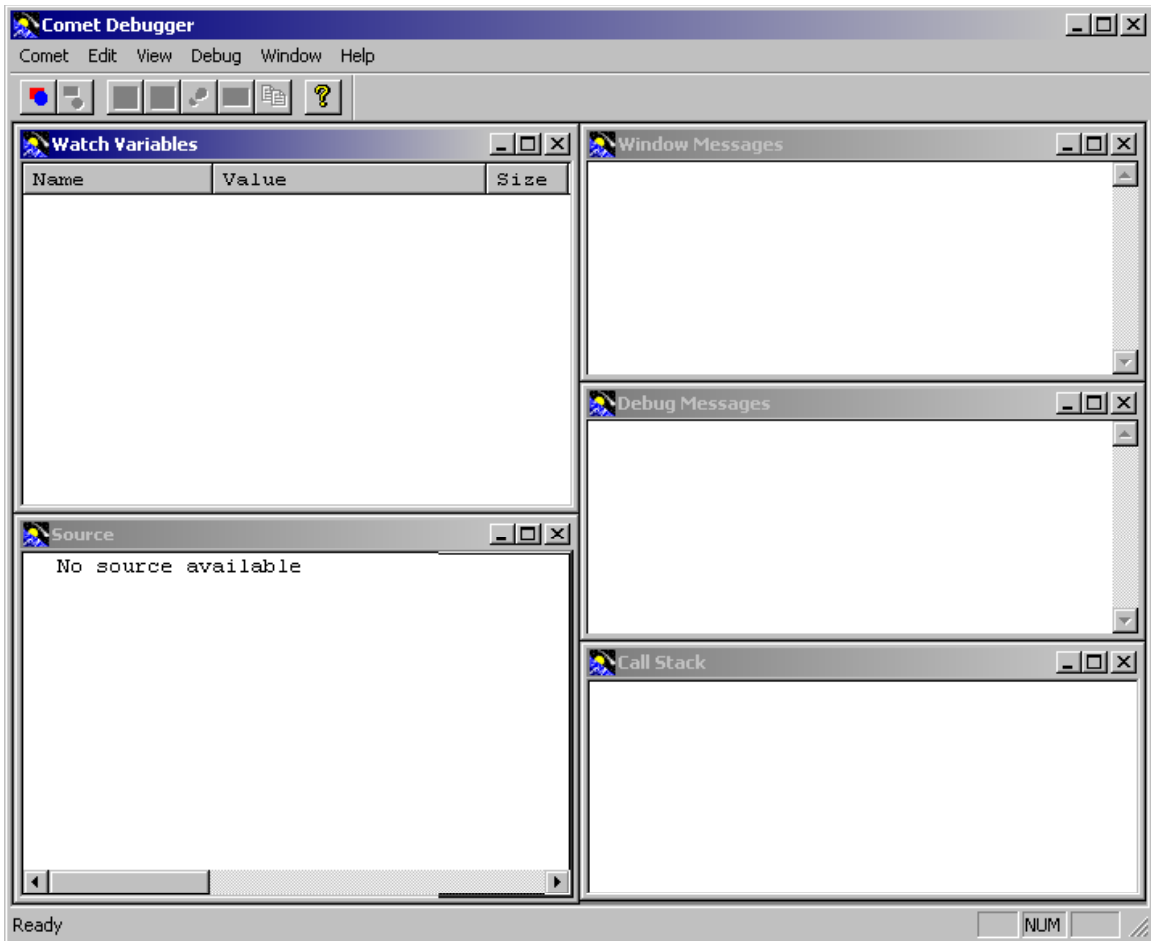 Comet Debugger
Comet Edit View Debug Window Help
Watch Variables
Name Value Size
Source
No source available
Window Messages
Debug Messages
Call Stack
Ready
NUM